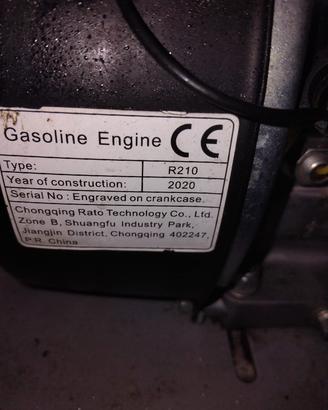 Gasoline Engine CE
Type: R210
Year of construction: 2020
Serial No : Engraved on crankcase
Chongqing Rato Technology Co., Ltd.
Zone B, Shuangfu Industry Park,
Jiangjin District, Chongqing 402247,
P.R. China